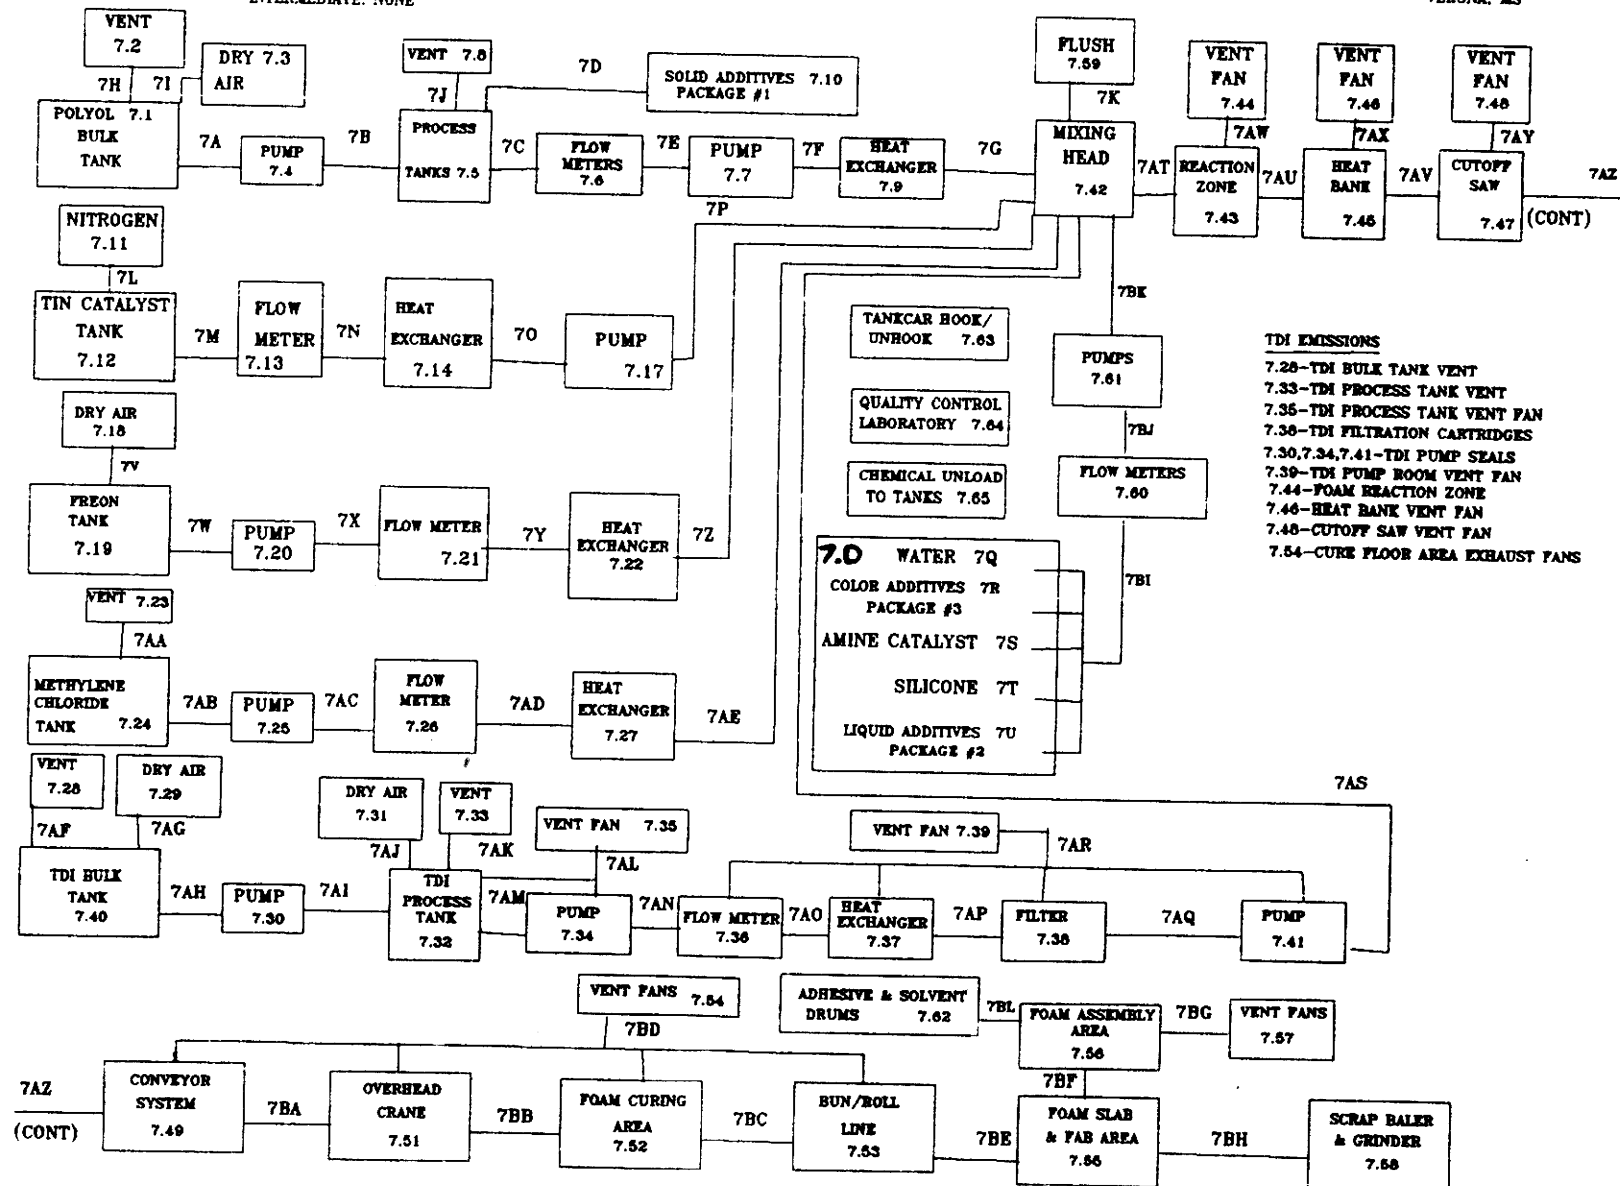 INTERMEDIATE: NONE
VERONA, MS
VENT
7.2
DRY 7.3
AIR
7H
7I
POLYOL 7.1
BULK
TANK
7A
PUMP
7.4
7B
VENT 7.8
7J
7D
SOLID ADDITIVES 7.10
PACKAGE #1
PROCESS
TANKS 7.5
7C
FLOW
METERS
7.6
7E
PUMP
7.7
7F
HEAT
EXCHANGER
7.9
7G
FLUSH
7.59
7K
MIXING
HEAD
7.42
7AT
VENT
FAN
7.44
7AW
REACTION
ZONE
7.43
7AU
VENT
FAN
7.46
7AX
HEAT
BANK
7.45
7AV
VENT
FAN
7.48
7AY
CUTOFF
SAW
7.47
7AZ
(CONT)
NITROGEN
7.11
7L
TIN CATALYST
TANK
7.12
7M
FLOW
METER
7.13
7N
HEAT
EXCHANGER
7.14
7O
PUMP
7.17
7P
DRY AIR
7.18
7V
FREON
TANK
7.19
7W
PUMP
7.20
7X
FLOW METER
7.21
7Y
HEAT
EXCHANGER
7.22
7Z
VENT 7.23
7AA
METHYLENE
CHLORIDE
TANK 7.24
7AB
PUMP
7.25
7AC
FLOW
METER
7.26
7AD
HEAT
EXCHANGER
7.27
7AE
TANKCAR HOOK/
UNHOOK 7.63
QUALITY CONTROL
LABORATORY 7.64
CHEMICAL UNLOAD
TO TANKS 7.65
7BK
PUMPS
7.61
7BJ
FLOW METERS
7.60
7BI
7.0 WATER 7Q
COLOR ADDITIVES 7R
PACKAGE #3
AMINE CATALYST 7S
SILICONE 7T
LIQUID ADDITIVES 7U
PACKAGE #2
TDI EMISSIONS
7.28-TDI BULK TANK VENT
7.33-TDI PROCESS TANK VENT
7.35-TDI PROCESS TANK VENT FAN
7.38-TDI FILTRATION CARTRIDGES
7.30,7.34,7.41-TDI PUMP SEALS
7.39-TDI PUMP ROOM VENT FAN
7.44-FOAM REACTION ZONE
7.46-HEAT BANK VENT FAN
7.48-CUTOFF SAW VENT FAN
7.54-CURE FLOOR AREA EXHAUST FANS
VENT
7.28
DRY AIR
7.29
7AF
7AG
TDI BULK
TANK
7.40
7AH
PUMP
7.30
7AI
DRY AIR
7.31
VENT
7.33
7AJ
7AK
VENT FAN 7.35
7AL
TDI
PROCESS
TANK
7.32
7AM
PUMP
7.34
7AN
FLOW METER
7.36
7AO
HEAT
EXCHANGER
7.37
7AP
VENT FAN 7.39
7AR
FILTER
7.38
7AQ
PUMP
7.41
7AS
VENT FANS 7.54
7BD
ADHESIVE & SOLVENT
DRUMS 7.62
7BL
FOAM ASSEMBLY
AREA
7.56
7BG
VENT FANS
7.57
7BF
7AZ
(CONT)
CONVEYOR
SYSTEM
7.49
7BA
OVERHEAD
CRANE
7.51
7BB
FOAM CURING
AREA
7.52
7BC
BUN/ROLL
LINE
7.53
7BE
FOAM SLAB
& FAB AREA
7.55
7BH
SCRAP BALER
& GRINDER
7.58